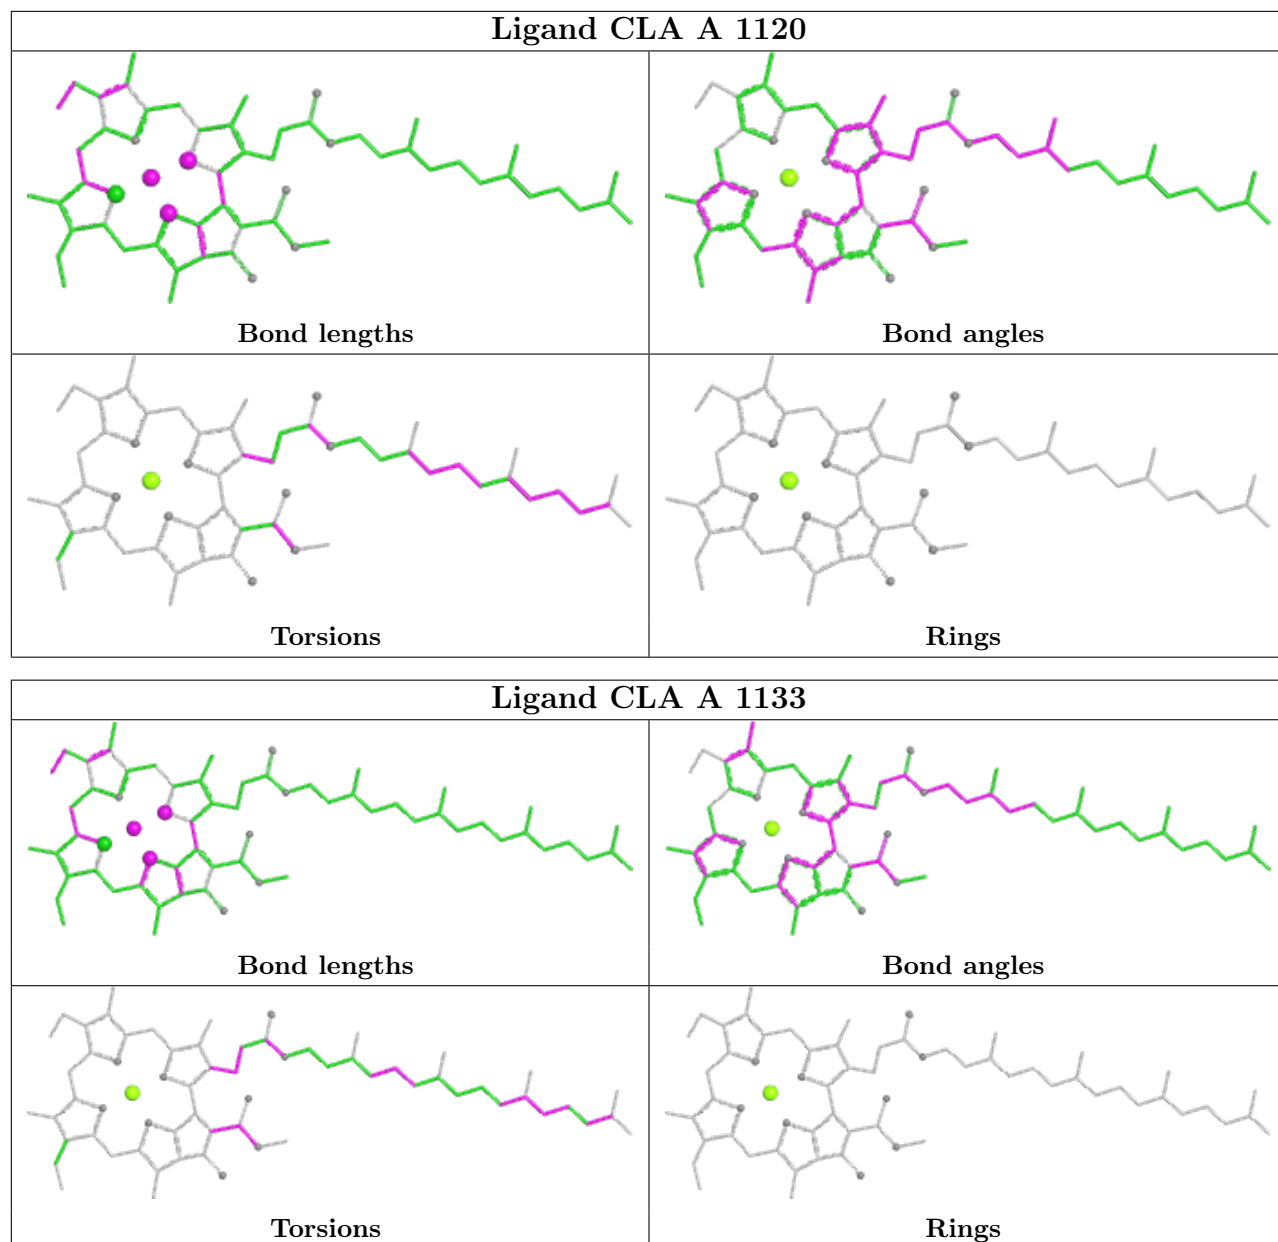 Ligand CLA A 1120
Bond lengths
Bond angles
Torsions
Rings
Ligand CLA A 1133
Bond lengths
Bond angles
Torsions
Rings